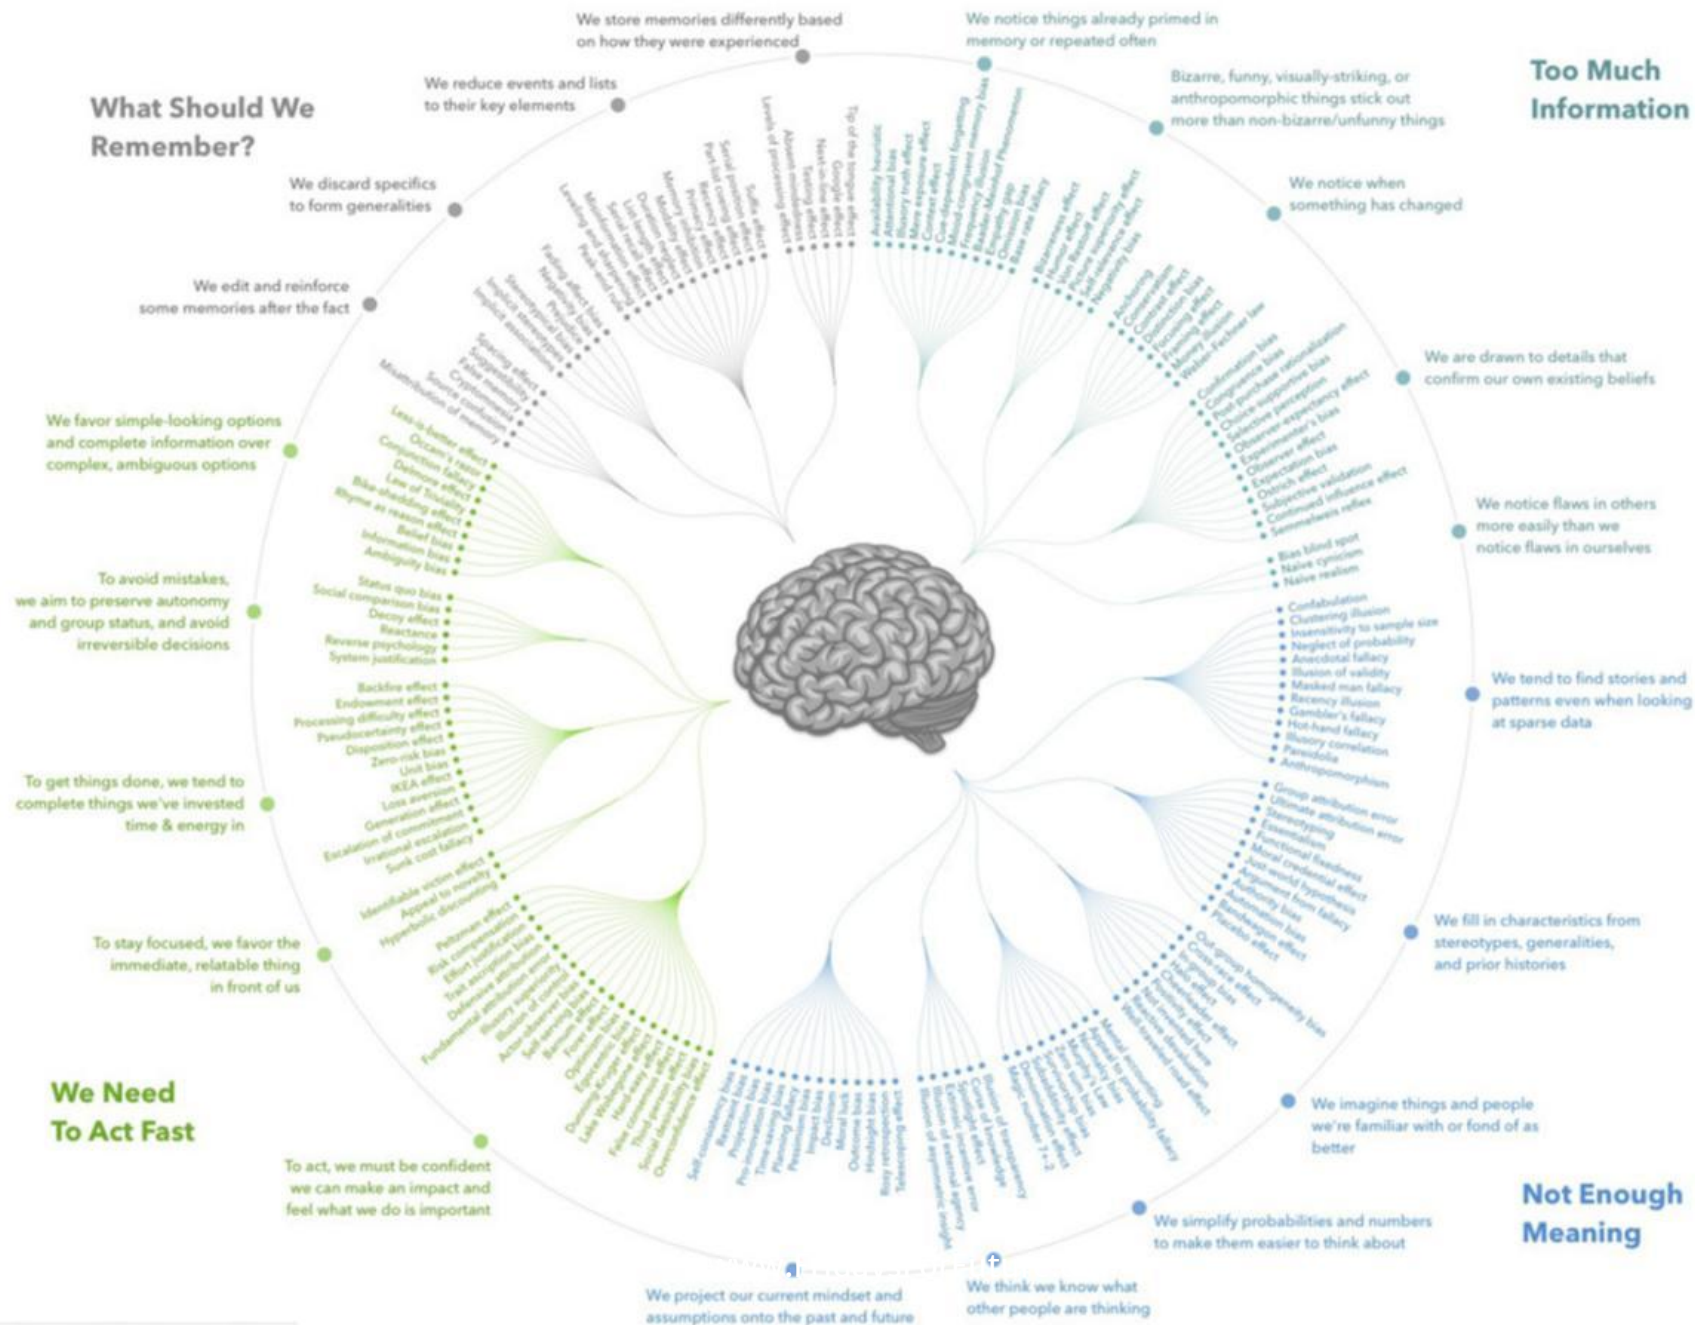 We store memories differently based
on how they were experienced
We notice things already primed in
memory or repeated often
Too Much
Information
Bizarre, funny, visually-striking, or
anthropomorphic things stick out
more than non-bizarre/unfunny things
We reduce events and lists
to their key elements
What Should We
Remember?
We discard specifics
to form generalities
We notice when
something has changed
We edit and reinforce
some memories after the fact
We are drawn to details that
confirm our own existing beliefs
We favor simple-looking options
and complete information over
complex, ambiguous options
We notice flaws in others
more easily than we
notice flaws in ourselves
To avoid mistakes,
we aim to preserve autonomy
and group status, and avoid
irreversible decisions
We tend to find stories and
patterns even when looking
at sparse data
To get things done, we tend to
complete things we've invested
time & energy in
We fill in characteristics from
stereotypes, generalities,
and prior histories
To stay focused, we favor the
immediate, relatable thing
in front of us
We Need
To Act Fast
We imagine things and people
we're familiar with or fond of as
better
To act, we must be confident
we can make an impact and
feel what we do is important
Not Enough
Meaning
We simplify probabilities and numbers
to make them easier to think about
We think we know what
other people are thinking
We project our current mindset and
assumptions onto the past and future
Levels of processing effect
Absent-mindedness
Testing effect
Next-in-line effect
Google effect
Tip of the tongue effect
Availability heuristic
Attentional bias
Illusory truth effect
Mere exposure effect
Context effect
Cue-dependent forgetting
Mood-congruent memory bias
Frequency illusion
Baader-Meinhof Phenomenon
Empathy gap
Omission bias
Base rate fallacy
Bizarreness effect
Humor effect
Von Restorff effect
Picture superiority effect
Self-relevance effect
Negativity bias
Anchoring
Conservatism
Contrast effect
Distinction bias
Focusing effect
Framing effect
Money illusion
Weber–Fechner law
Confirmation bias
Congruence bias
Post-purchase rationalization
Choice-supportive bias
Selective perception
Observer-expectancy effect
Experimenter's bias
Observer effect
Expectation bias
Ostrich effect
Subjective validation
Continued influence effect
Semmelweis reflex
Bias blind spot
Naïve cynicism
Naïve realism
Confabulation
Clustering illusion
Insensitivity to sample size
Neglect of probability
Anecdotal fallacy
Illusion of validity
Masked man fallacy
Recency illusion
Gambler's fallacy
Hot-hand fallacy
Illusory correlation
Pareidolia
Anthropomorphism
Group attribution error
Ultimate attribution error
Stereotyping
Essentialism
Functional fixedness
Moral credential effect
Just-world hypothesis
Argument from fallacy
Authority bias
Automation bias
Bandwagon effect
Placebo effect
Out-group homogeneity bias
Cross-race effect
In-group bias
Halo effect
Cheerleader effect
Positivity effect
Not invented here
Reactive devaluation
Well-traveled road effect
Mental accounting
Appeal to probability fallacy
Normalcy bias
Murphy's Law
Zero sum bias
Survivorship bias
Subadditivity effect
Denomination effect
Magic number 7+-2
Illusion of transparency
Curse of knowledge
Spotlight effect
Extrinsic incentive error
Illusion of external agency
Illusion of asymmetric insight
Rosy retrospection
Hindsight bias
Outcome bias
Moral luck
Declinism
Impact bias
Pessimism bias
Planning fallacy
Time-saving bias
Pro-innovation bias
Projection bias
Restraint bias
Self-consistency bias
Overconfidence effect
Social desirability bias
Third-person effect
False consensus effect
Hard-easy effect
Lake Wobegone effect
Dunning-Kruger effect
Egocentric bias
Optimism bias
Forer effect
Barnum effect
Self-serving bias
Actor-observer bias
Illusion of control
Illusory superiority
Fundamental attribution error
Defensive attribution
Trait ascription bias
Effort justification
Risk compensation
Peltzman effect
Hyperbolic discounting
Appeal to novelty
Identifiable victim effect
Sunk cost fallacy
Irrational escalation
Escalation of commitment
Generation effect
Loss aversion
IKEA effect
Unit bias
Zero-risk bias
Disposition effect
Pseudocertainty effect
Processing difficulty effect
Endowment effect
Backfire effect
System justification
Reverse psychology
Reactance
Decoy effect
Social comparison bias
Status quo bias
Ambiguity bias
Information bias
Belief bias
Rhyme as reason effect
Bike-shedding effect
Law of Triviality
Delmore effect
Conjunction fallacy
Occam's razor
Less-is-better effect
Misattribution of memory
Source confusion
Cryptomnesia
False memory
Suggestibility
Spacing effect
Implicit associations
Implicit stereotypes
Stereotypical bias
Prejudice
Negativity bias
Fading affect bias
Peak-end rule
Leveling and sharpening
Misinformation effect
Serial recall effect
List-length effect
Duration neglect
Modality effect
Memory inhibition
Primacy effect
Recency effect
Part-list cueing effect
Serial position effect
Suffix effect